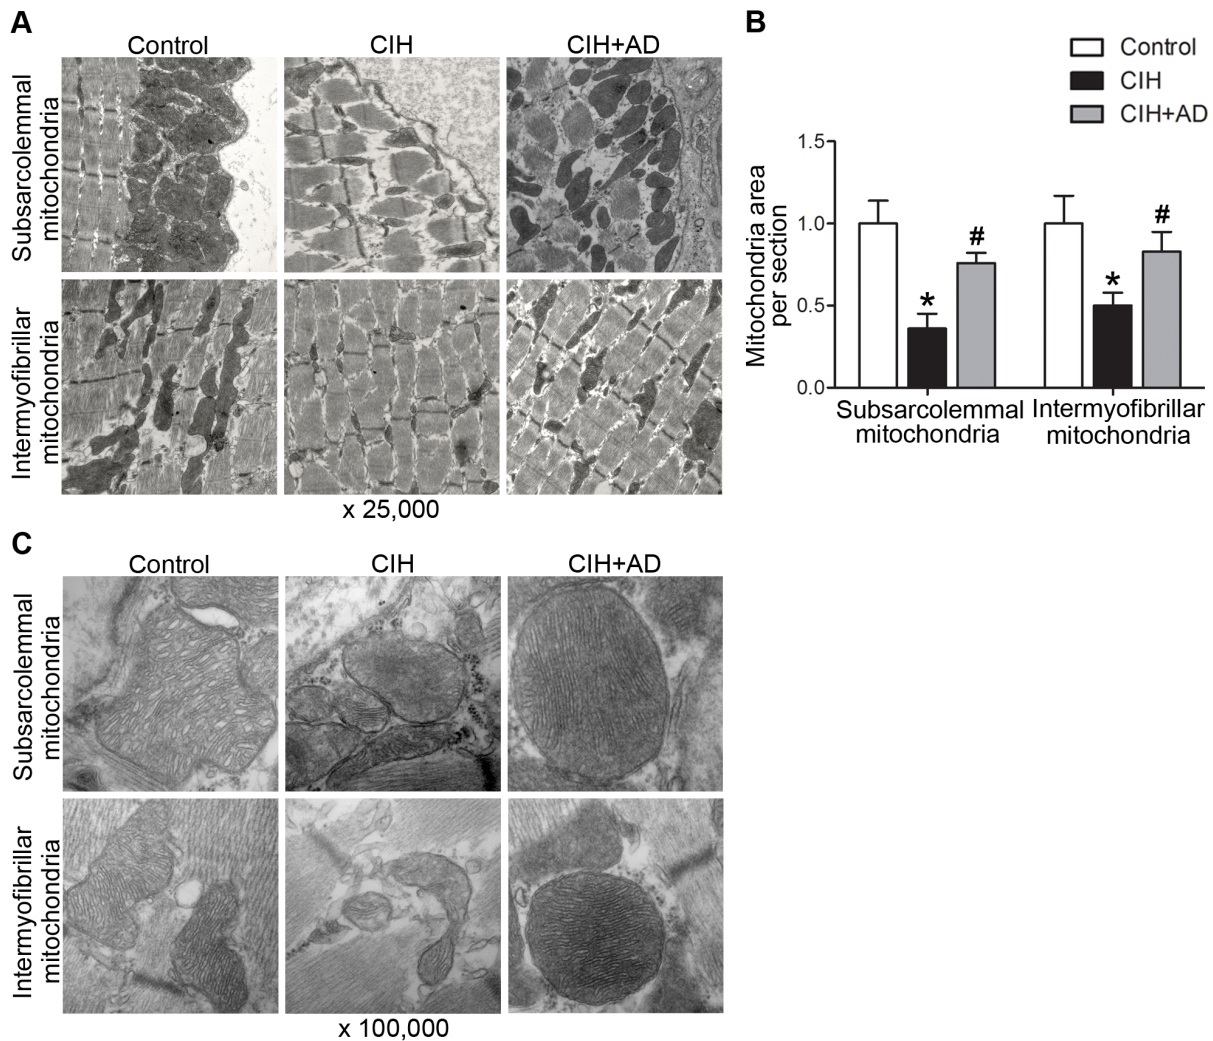 A
Control CIH CIH+AD
Subsarcolemmal
mitochondria
Intermyofibrillar
mitochondria
x 25,000
B
Control
CIH
CIH+AD
Mitochondria area
per section
1.5
1.0
0.5
0.0
* # * #
Subsarcolemmal
mitochondria
Intermyofibrillar
mitochondria
C
Control CIH CIH+AD
Subsarcolemmal
mitochondria
Intermyofibrillar
mitochondria
x 100,000